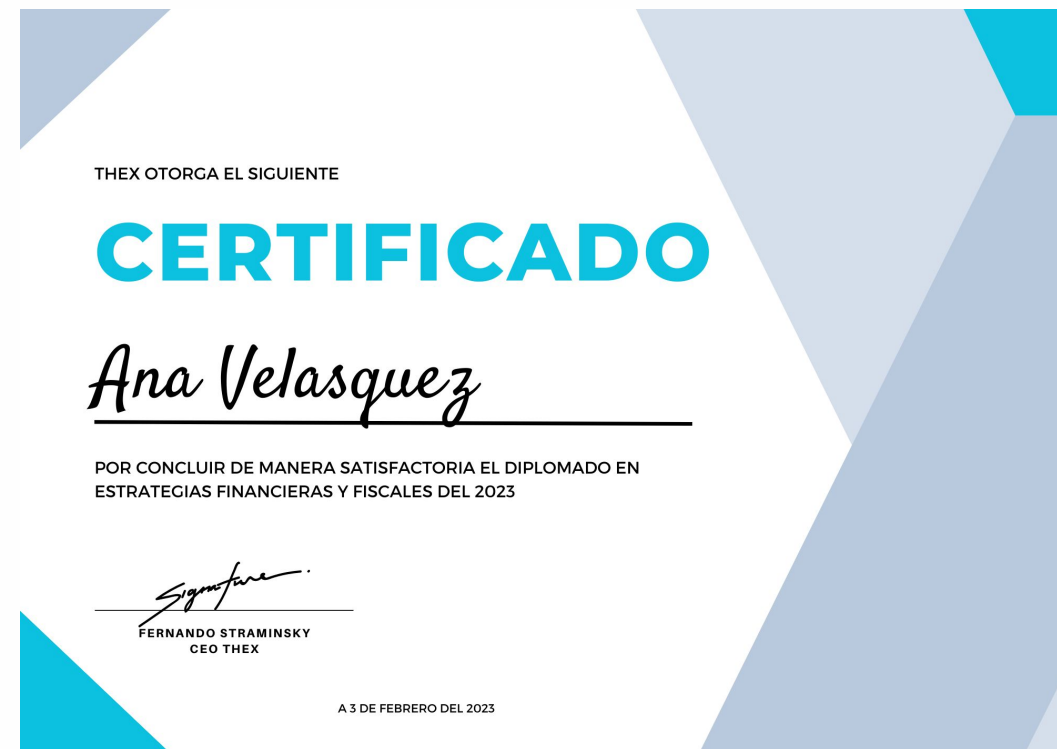 THEX OTORGA EL SIGUIENTE
CERTIFICADO
Ana Velasquez
POR CONCLUIR DE MANERA SATISFACTORIA EL DIPLOMADO EN
ESTRATEGIAS FINANCIERAS Y FISCALES DEL 2023
Signature
FERNANDO STRAMINSKY
CEO THEX
A 3 DE FEBRERO DEL 2023